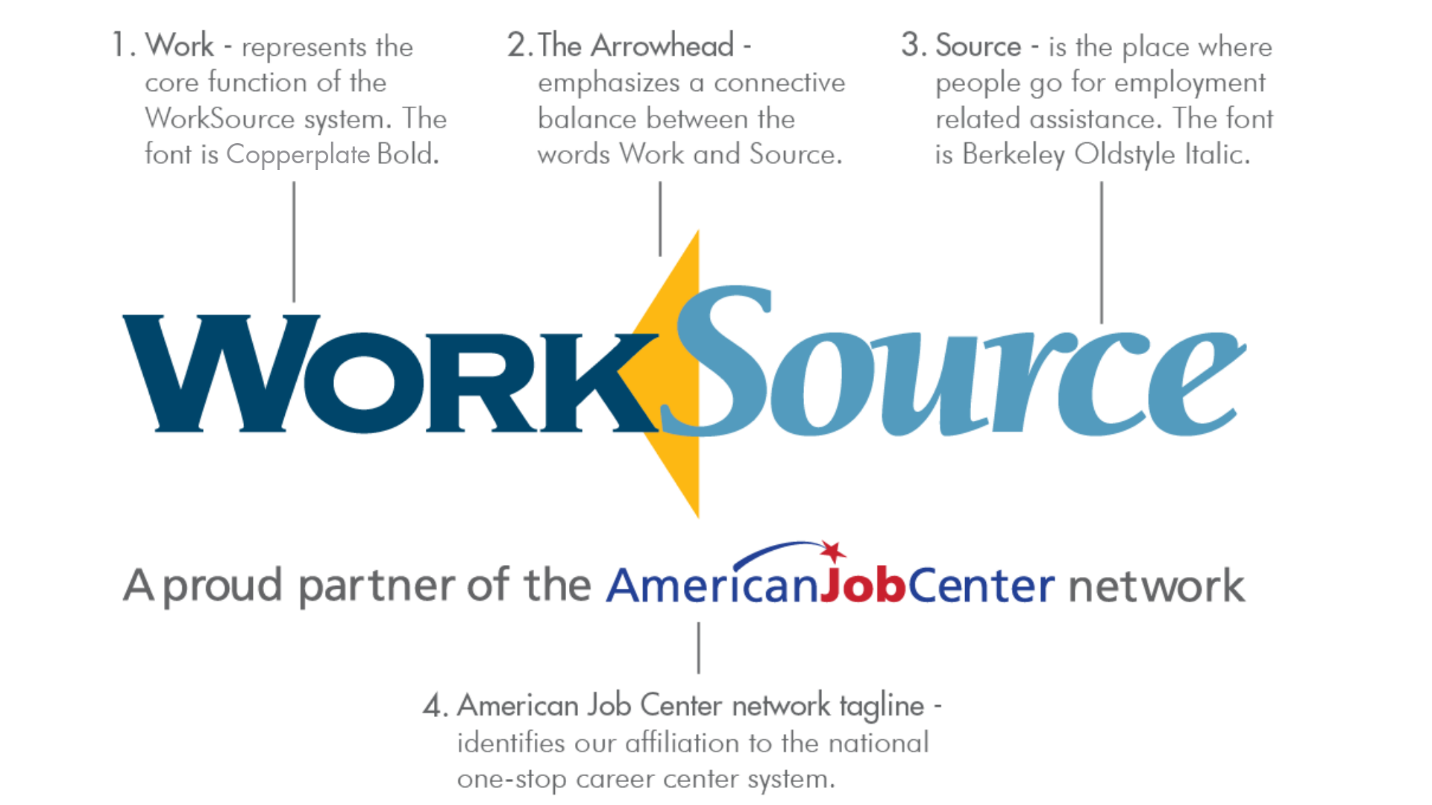 1. Work - represents the
core function of the
WorkSource system. The
font is Copperplate Bold.
2. The Arrowhead -
emphasizes a connective
balance between the
words Work and Source.
3. Source - is the place where
people go for employment
related assistance. The font
is Berkeley Oldstyle Italic.
WorkSource
A proud partner of the AmericanJobCenter network
4. American Job Center network tagline -
identifies our affiliation to the national
one-stop career center system.